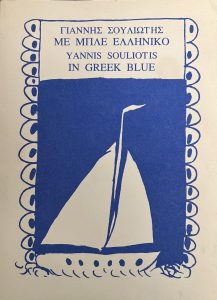 ΓΙΑΝΝΗΣ ΣΟΥΛΙΩΤΗΣ
ΜΕ ΜΠΛΕ ΕΛΛΗΝΙΚΟ
YANNIS SOULIOTIS
IN GREEK BLUE